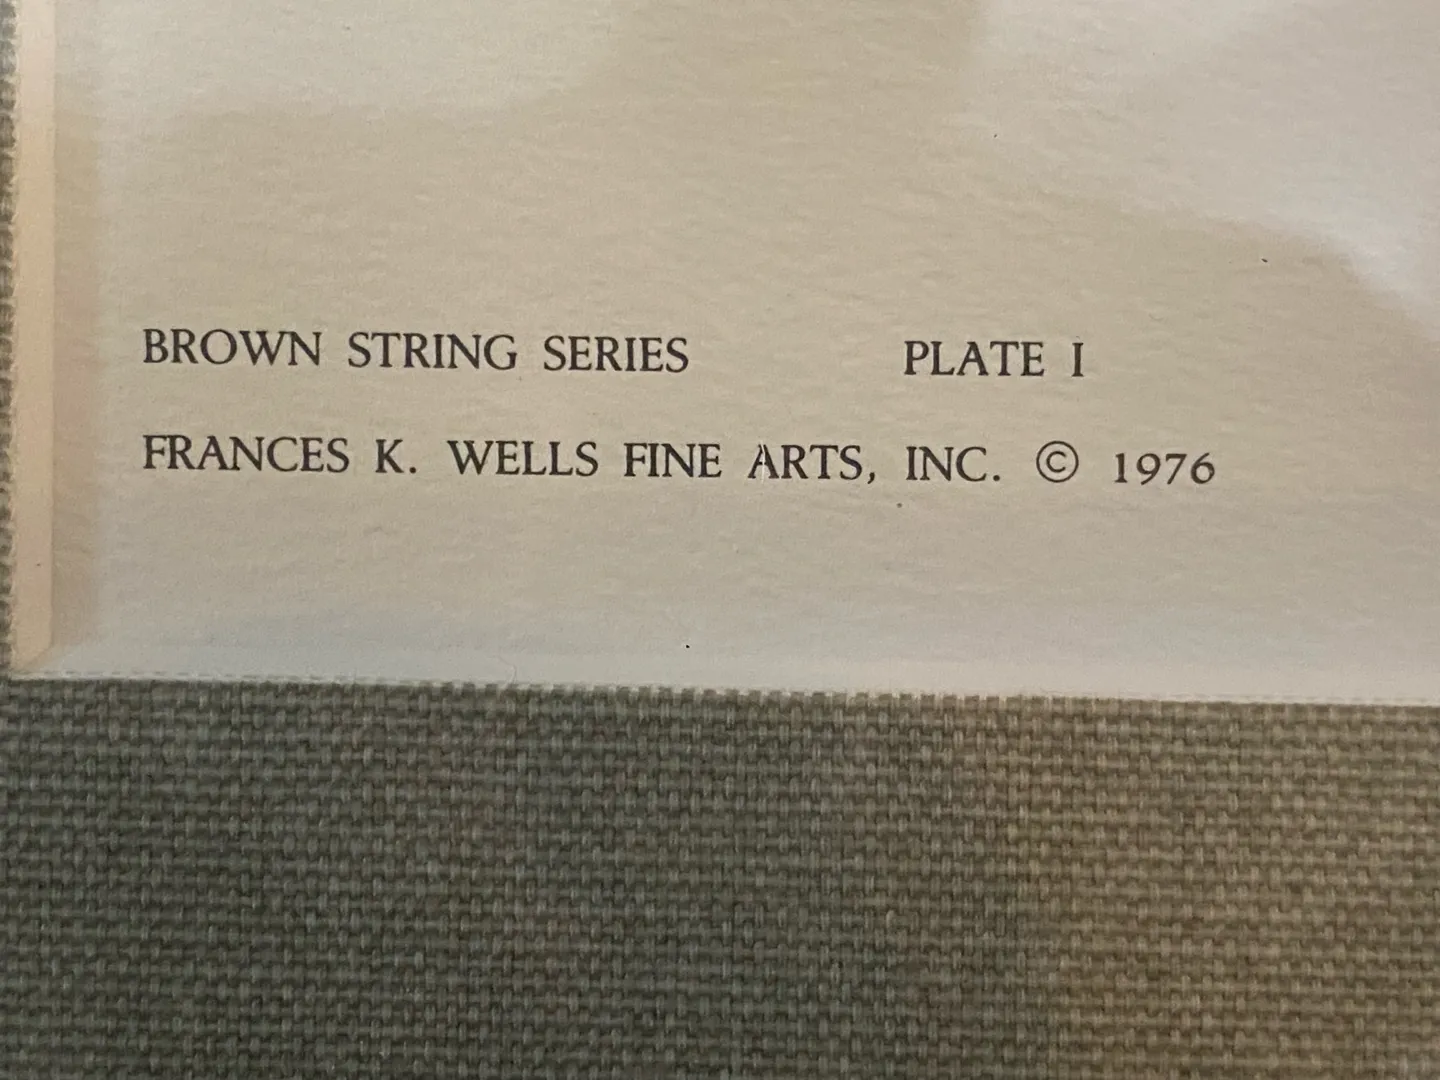 BROWN STRING SERIES PLATE I
FRANCES K. WELLS FINE ARTS, INC. © 1976